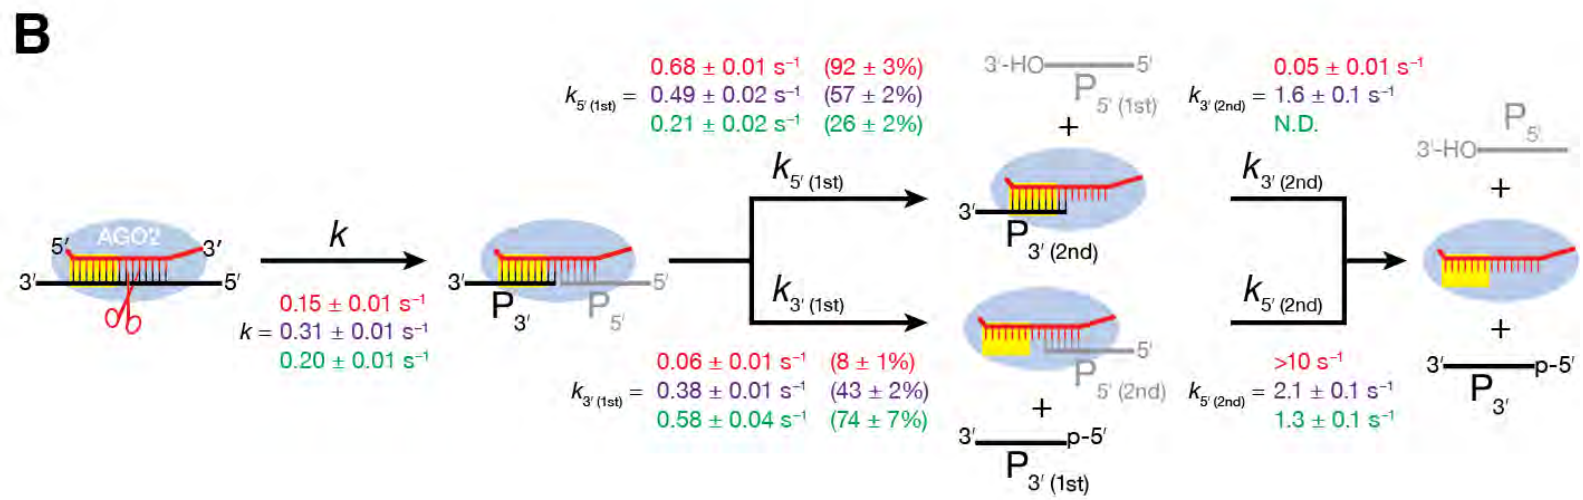 B
5′ AGO2 3′
3′ 5′
k
0.15 ± 0.01 s⁻¹
k = 0.31 ± 0.01 s⁻¹
0.20 ± 0.01 s⁻¹
3′ 5′
P3′ P5′
0.68 ± 0.01 s⁻¹ (92 ± 3%)
k5′ (1st) = 0.49 ± 0.02 s⁻¹ (57 ± 2%)
0.21 ± 0.02 s⁻¹ (26 ± 2%)
k5′ (1st)
k3′ (1st)
0.06 ± 0.01 s⁻¹ (8 ± 1%)
k3′ (1st) = 0.38 ± 0.01 s⁻¹ (43 ± 2%)
0.58 ± 0.04 s⁻¹ (74 ± 7%)
3′-HO 5′
P5′ (1st)
+
3′
P3′ (2nd)
5′
P5′ (2nd)
+
3′ p-5′
P3′ (1st)
0.05 ± 0.01 s⁻¹
k3′ (2nd) = 1.6 ± 0.1 s⁻¹
N.D.
k3′ (2nd)
k5′ (2nd)
>10 s⁻¹
k5′ (2nd) = 2.1 ± 0.1 s⁻¹
1.3 ± 0.1 s⁻¹
P5′
3′-HO
+
+
3′ p-5′
P3′